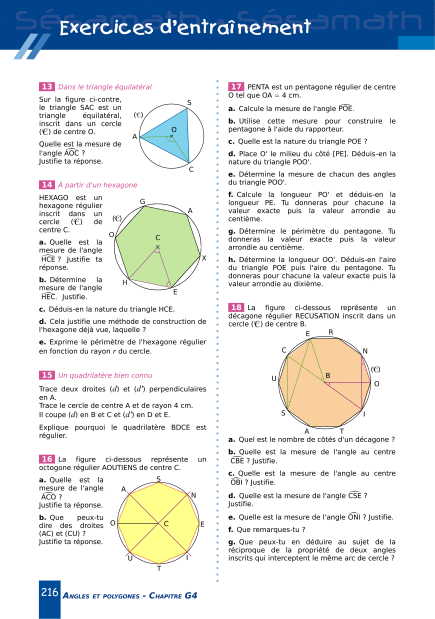 Sésamath Sésamath
Exercices d'entraînement
13 Dans le triangle équilatéral
Sur la figure ci-contre,
le triangle SAC est un
triangle équilatéral,
inscrit dans un cercle
(C) de centre O.
Quelle est la mesure de
l'angle AOC ?
Justifie ta réponse.
S
(C)
O
A
C
14 À partir d'un hexagone
HEXAGO est un
hexagone régulier
inscrit dans un
cercle (C) de
centre C.
a. Quelle est la
mesure de l'angle
HCE ? Justifie ta
réponse.
b. Détermine la
mesure de l'angle
HEC. Justifie.
G
A
(C)
O
C
X
H
E
c. Déduis-en la nature du triangle HCE.
d. Cela justifie une méthode de construction de
l'hexagone déjà vue, laquelle ?
e. Exprime le périmètre de l'hexagone régulier
en fonction du rayon r du cercle.
15 Un quadrilatère bien connu
Trace deux droites (d) et (d') perpendiculaires
en A.
Trace le cercle de centre A et de rayon 4 cm.
Il coupe (d) en B et C et (d') en D et E.
Explique pourquoi le quadrilatère BDCE est
régulier.
16 La figure ci-dessous représente un
octogone régulier AOUTIENS de centre C.
a. Quelle est la
mesure de l'angle
ACO ?
Justifie ta réponse.
b. Que peux-tu
dire des droites
(AC) et (CU) ?
Justifie ta réponse.
S
A
N
O
C
E
U
I
T
17 PENTA est un pentagone régulier de centre
O tel que OA = 4 cm.
a. Calcule la mesure de l'angle POE.
b. Utilise cette mesure pour construire le
pentagone à l'aide du rapporteur.
c. Quelle est la nature du triangle POE ?
d. Place O' le milieu du côté [PE]. Déduis-en la
nature du triangle POO'.
e. Détermine la mesure de chacun des angles
du triangle POO'.
f. Calcule la longueur PO' et déduis-en la
longueur PE. Tu donneras pour chacune la
valeur exacte puis la valeur arrondie au
centième.
g. Détermine le périmètre du pentagone. Tu
donneras la valeur exacte puis la valeur
arrondie au centième.
h. Détermine la longueur OO'. Déduis-en l'aire
du triangle POE puis l'aire du pentagone. Tu
donneras pour chacune la valeur exacte puis la
valeur arrondie au dixième.
18 La figure ci-dessous représente un
décagone régulier RECUSATION inscrit dans un
cercle (C) de centre B.
E R
C
N
(C)
U
B
O
S
I
A
T
a. Quel est le nombre de côtés d'un décagone ?
b. Quelle est la mesure de l'angle au centre
CBE ? Justifie.
c. Quelle est la mesure de l'angle au centre
OBI ? Justifie.
d. Quelle est la mesure de l'angle CSE ?
Justifie.
e. Quelle est la mesure de l'angle ONI ? Justifie.
f. Que remarques-tu ?
g. Que peux-tu en déduire au sujet de la
réciproque de la propriété de deux angles
inscrits qui interceptent le même arc de cercle ?
216 ANGLES ET POLYGONES - CHAPITRE G4